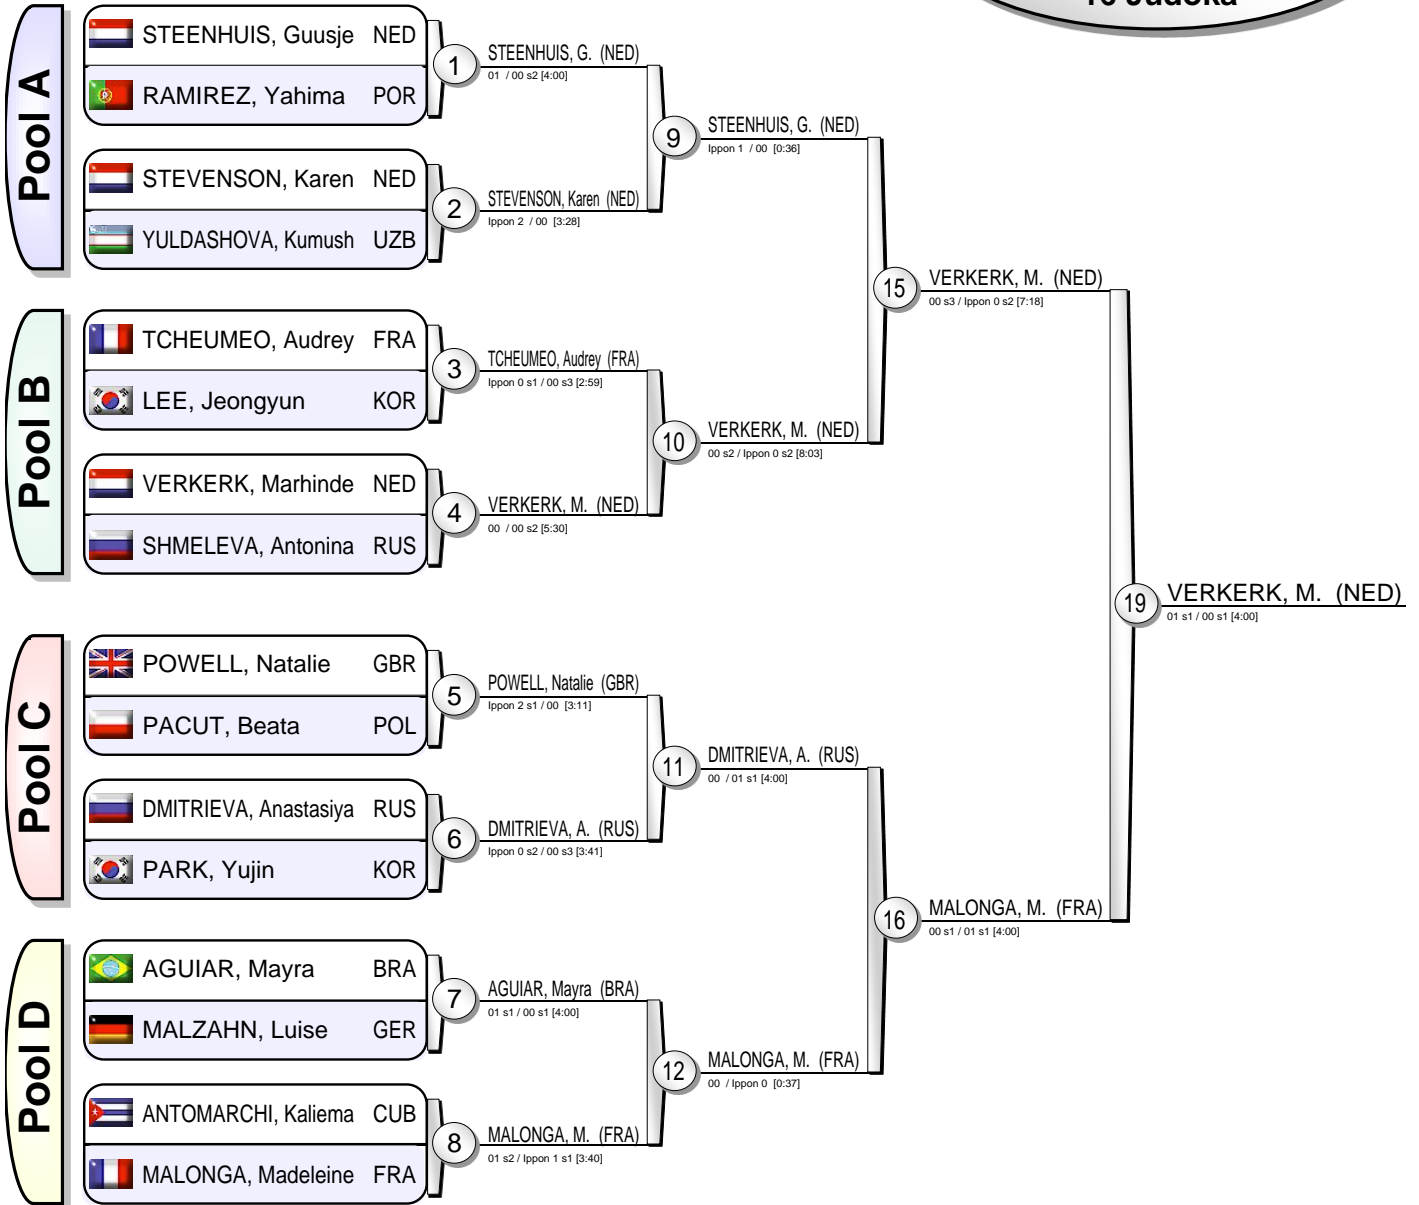 16 Judoka
Pool A
STEENHUIS, Guusje NED
RAMIREZ, Yahima POR
STEVENSON, Karen NED
YULDASHOVA, Kumush UZB
1
STEENHUIS, G. (NED)
01 / 00 s2 [4:00]
2
STEVENSON, Karen (NED)
Ippon 2 / 00 [3:28]
9
STEENHUIS, G. (NED)
Ippon 1 / 00 [0:36]
Pool B
TCHEUMEO, Audrey FRA
LEE, Jeongyun KOR
VERKERK, Marhinde NED
SHMELEVA, Antonina RUS
3
TCHEUMEO, Audrey (FRA)
Ippon 0 s1 / 00 s3 [2:59]
4
VERKERK, M. (NED)
00 / 00 s2 [5:30]
10
VERKERK, M. (NED)
00 s2 / Ippon 0 s2 [8:03]
15
VERKERK, M. (NED)
00 s3 / Ippon 0 s2 [7:18]
Pool C
POWELL, Natalie GBR
PACUT, Beata POL
DMITRIEVA, Anastasiya RUS
PARK, Yujin KOR
5
POWELL, Natalie (GBR)
Ippon 2 s1 / 00 [3:11]
6
DMITRIEVA, A. (RUS)
Ippon 0 s2 / 00 s3 [3:41]
11
DMITRIEVA, A. (RUS)
00 / 01 s1 [4:00]
Pool D
AGUIAR, Mayra BRA
MALZAHN, Luise GER
ANTOMARCHI, Kaliema CUB
MALONGA, Madeleine FRA
7
AGUIAR, Mayra (BRA)
01 s1 / 00 s1 [4:00]
8
MALONGA, M. (FRA)
01 s2 / Ippon 1 s1 [3:40]
12
MALONGA, M. (FRA)
00 / Ippon 0 [0:37]
16
MALONGA, M. (FRA)
00 s1 / 01 s1 [4:00]
19
VERKERK, M. (NED)
01 s1 / 00 s1 [4:00]